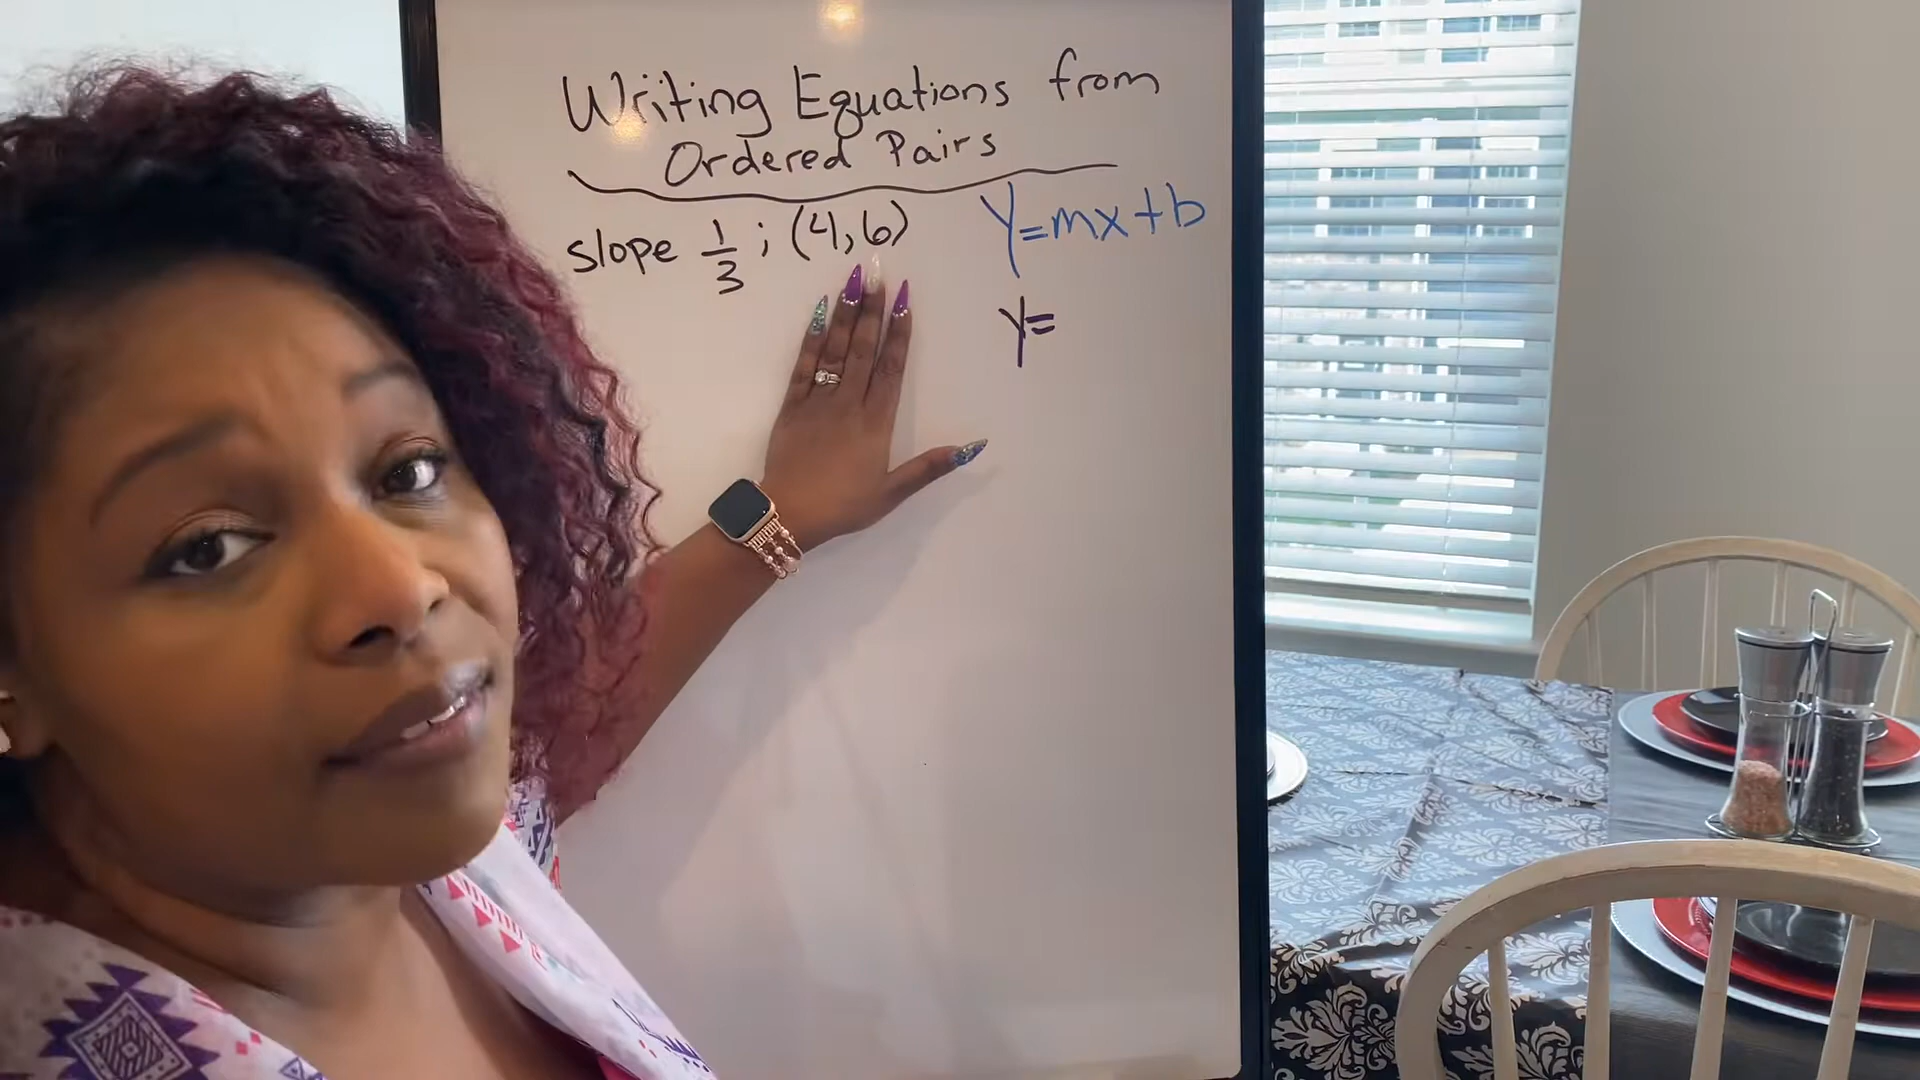 Writing Equations from
Ordered Pairs
slope 1/3 ; (4,6)
y=mx+b
y=